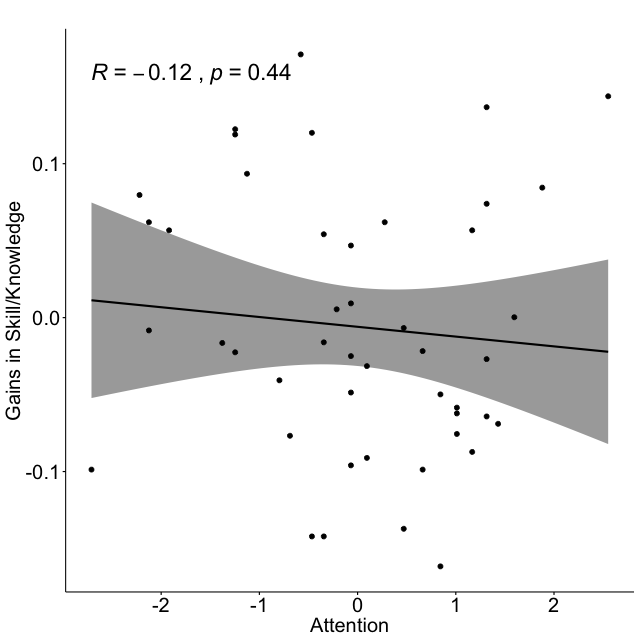 R = −0.12 , p = 0.44
0.1
0.0
-0.1
Gains in Skill/Knowledge
-2 -1 0 1 2
Attention